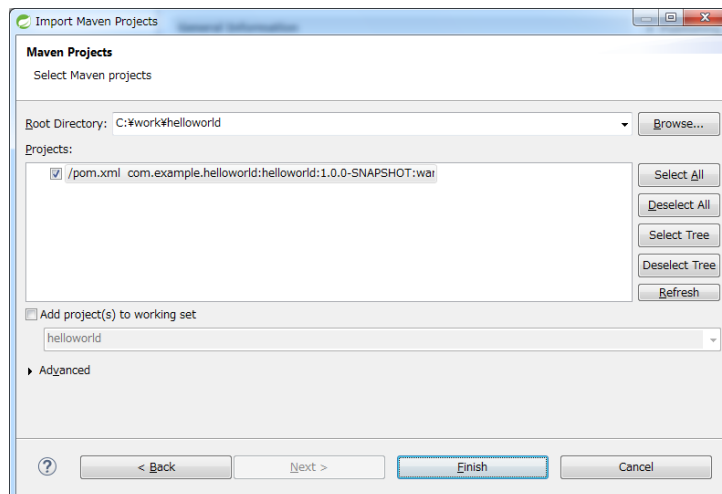 Import Maven Projects
Maven Projects
Select Maven projects
Root Directory: C:¥work¥helloworld Browse...
Projects:
/pom.xml com.example.helloworld:helloworld:1.0.0-SNAPSHOT:war
Select All
Deselect All
Select Tree
Deselect Tree
Refresh
Add project(s) to working set
helloworld
Advanced
< Back Next > Finish Cancel